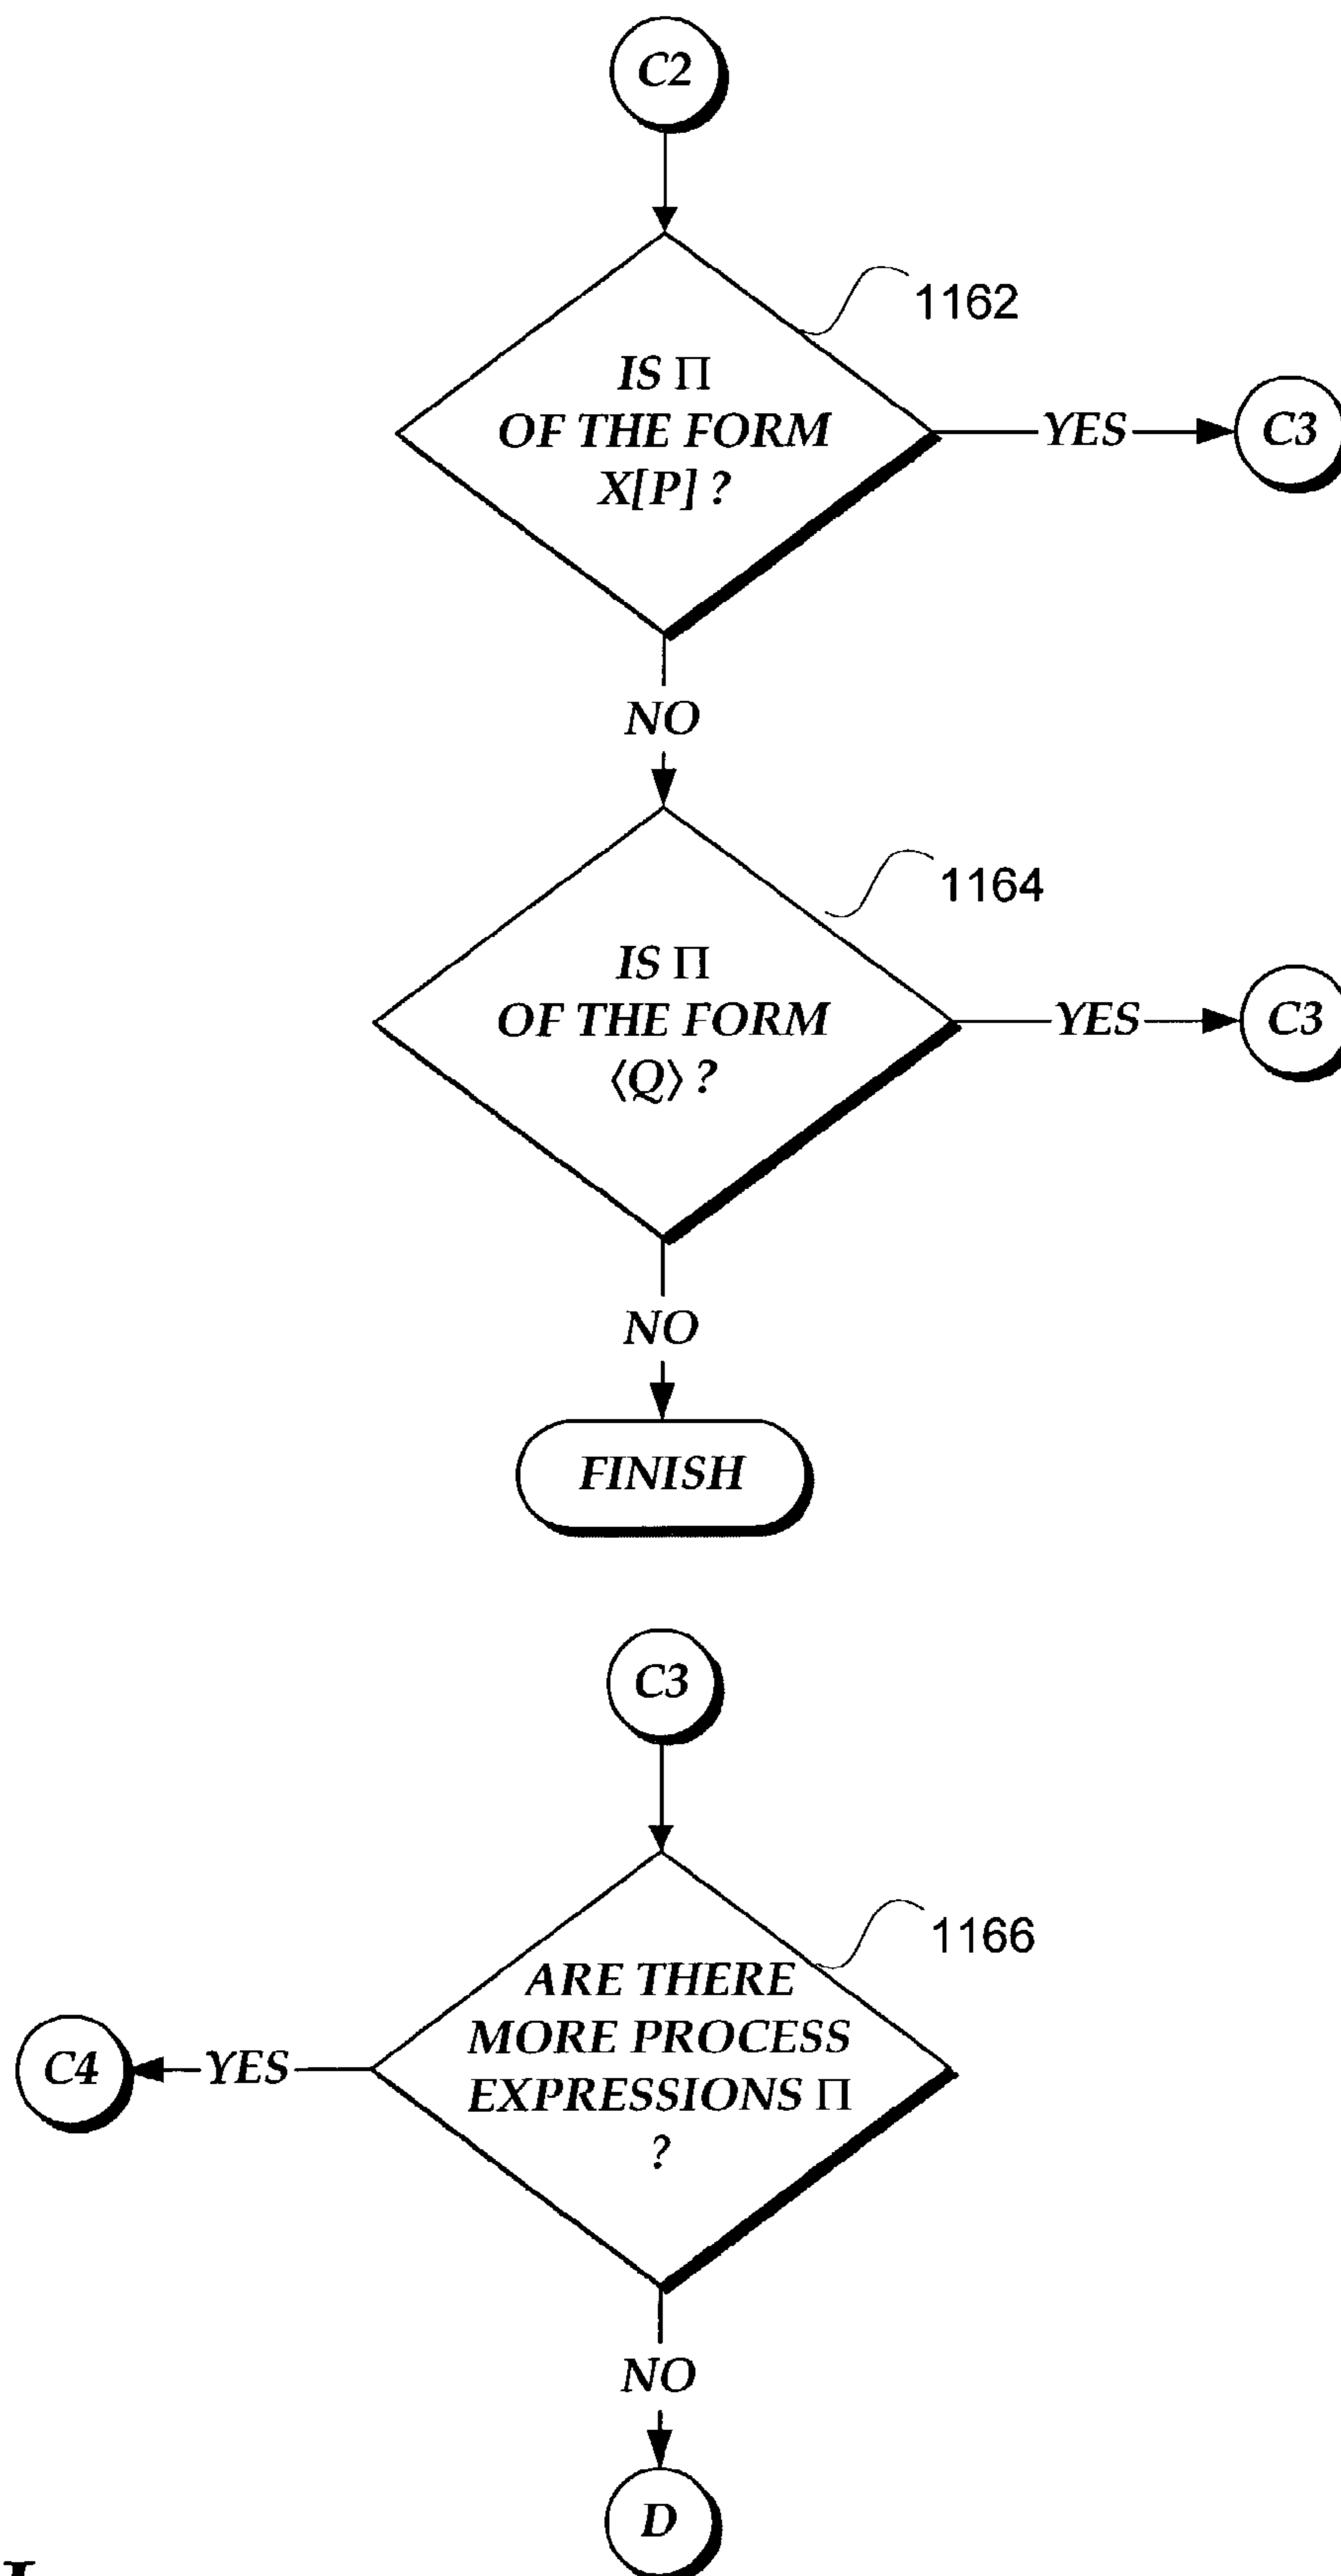 C2
1162
IS Π
OF THE FORM
X[P] ?
YES
C3
NO
1164
IS Π
OF THE FORM
⟨Q⟩ ?
YES
C3
NO
FINISH
C3
1166
ARE THERE
MORE PROCESS
EXPRESSIONS Π
?
YES
C4
NO
D